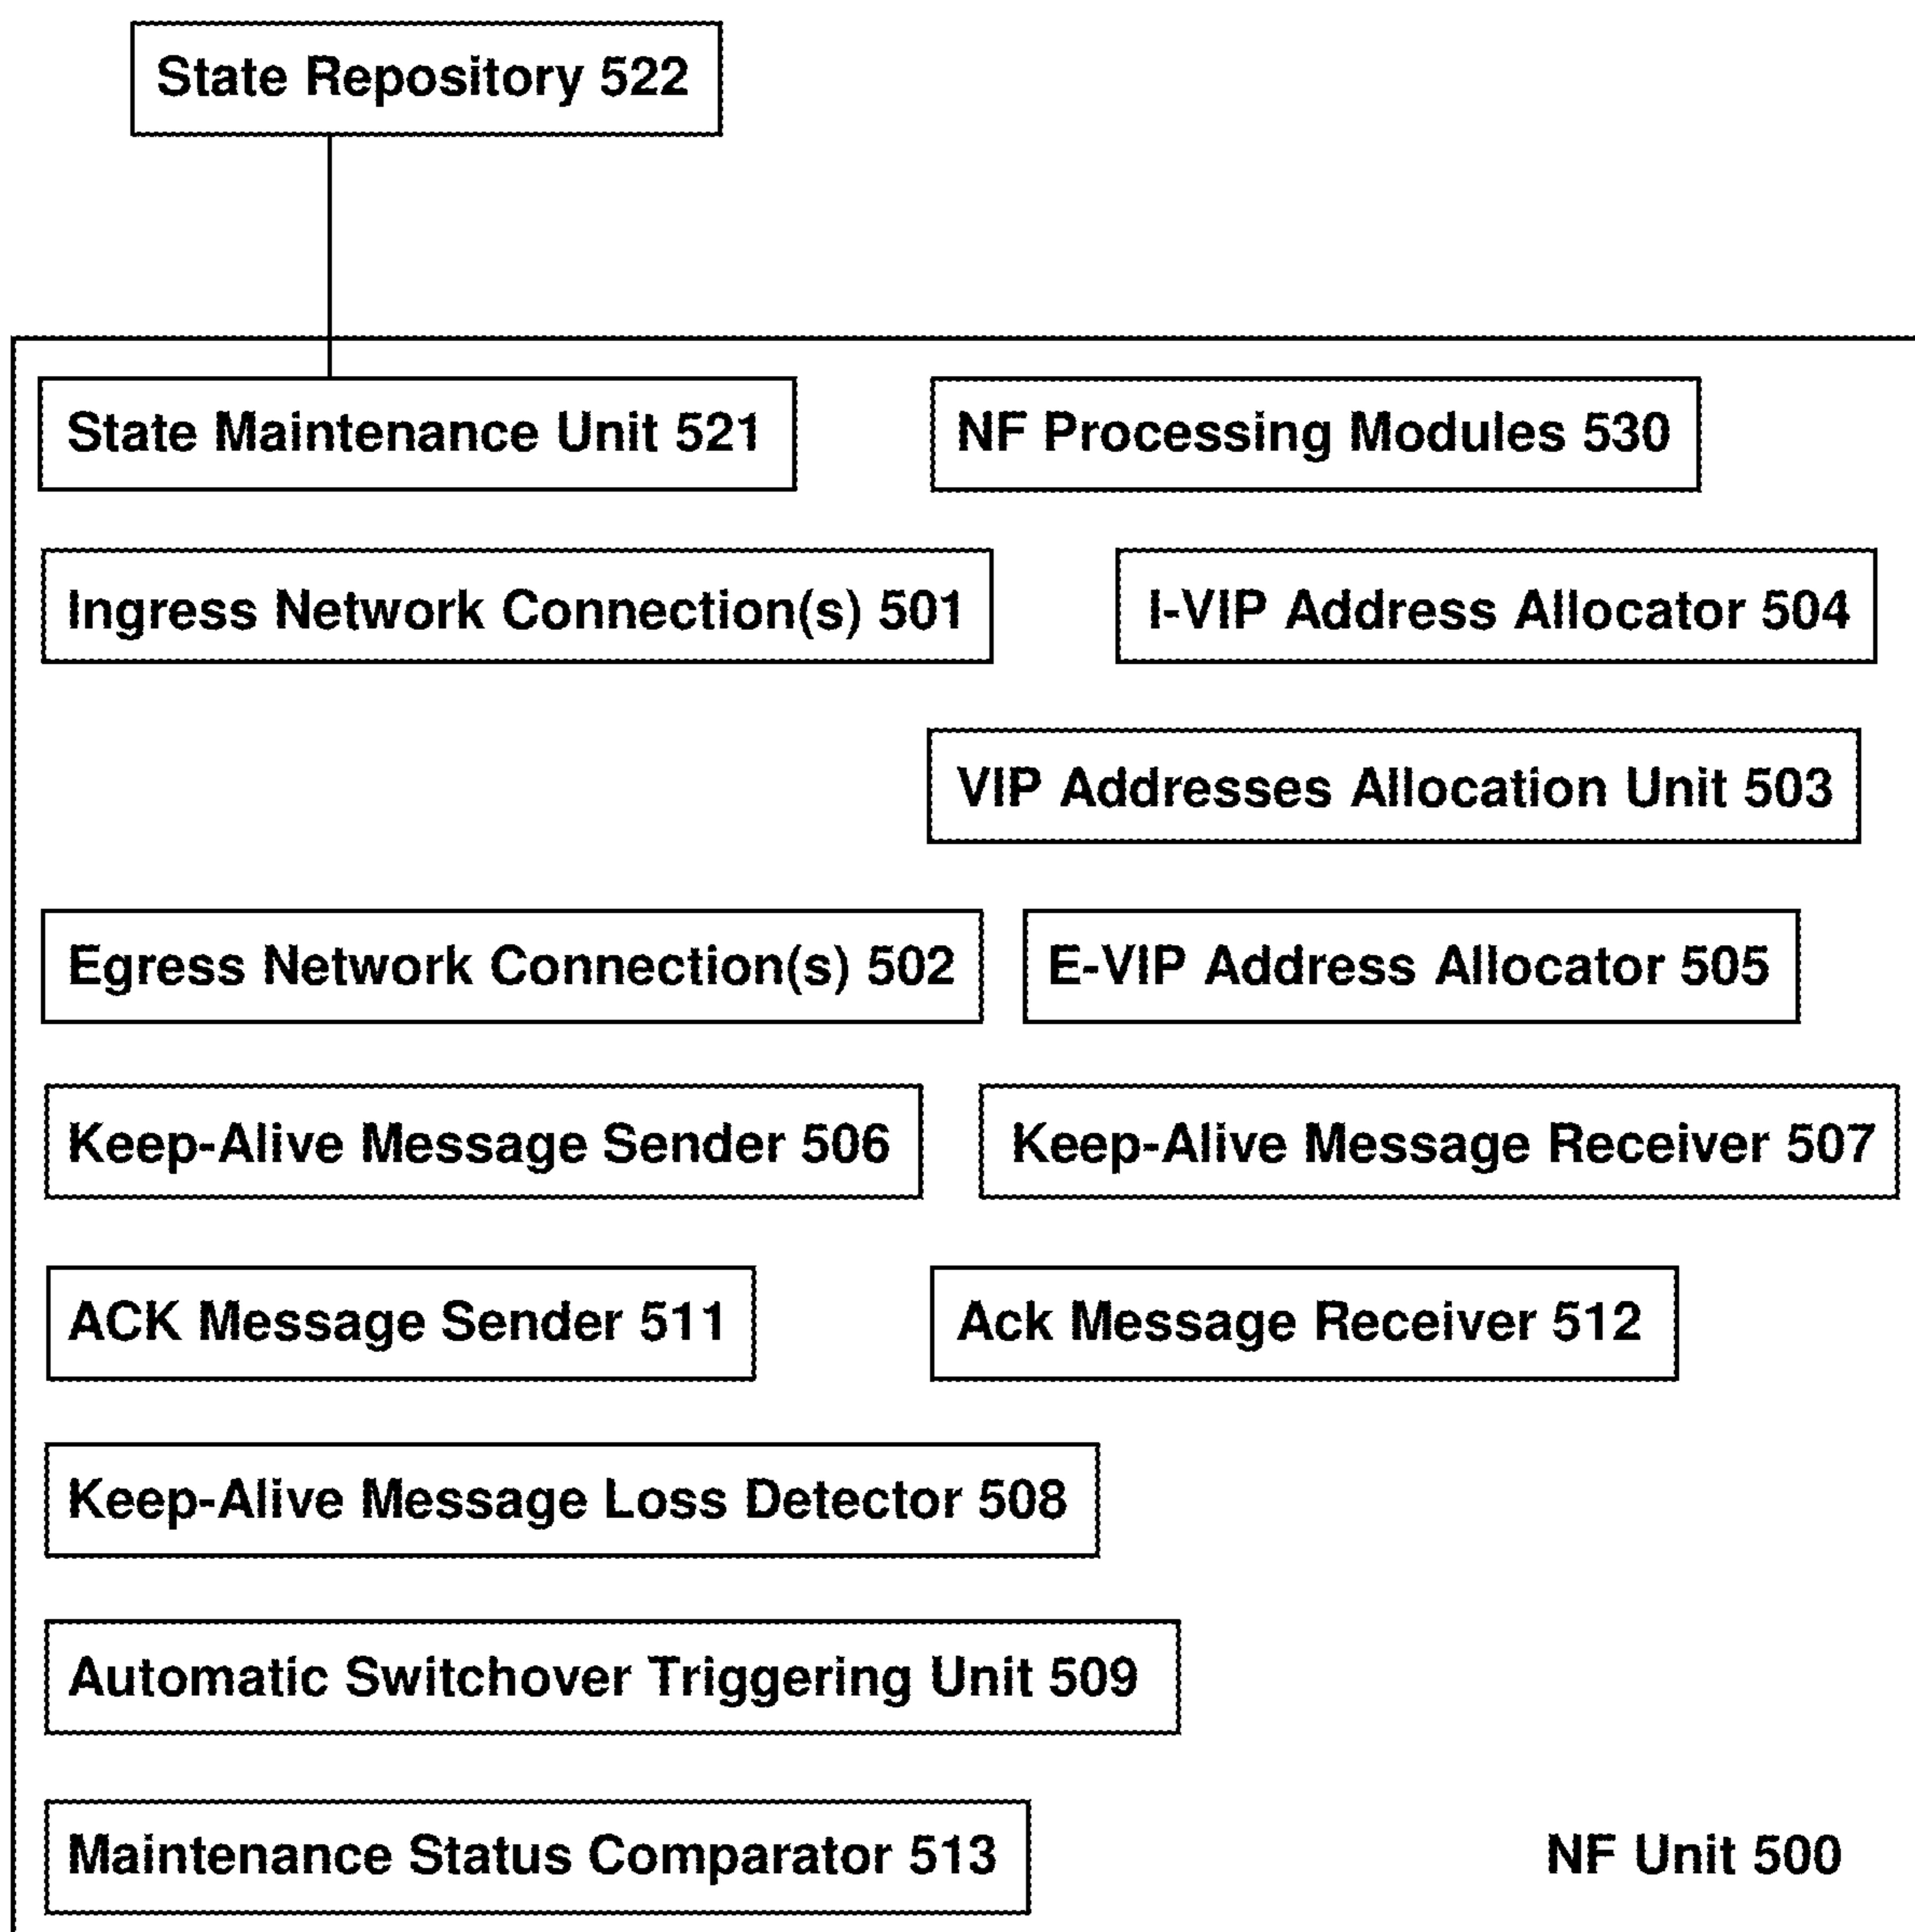 State Repository 522
State Maintenance Unit 521
NF Processing Modules 530
Ingress Network Connection(s) 501
I-VIP Address Allocator 504
VIP Addresses Allocation Unit 503
Egress Network Connection(s) 502
E-VIP Address Allocator 505
Keep-Alive Message Sender 506
Keep-Alive Message Receiver 507
ACK Message Sender 511
Ack Message Receiver 512
Keep-Alive Message Loss Detector 508
Automatic Switchover Triggering Unit 509
Maintenance Status Comparator 513
NF Unit 500